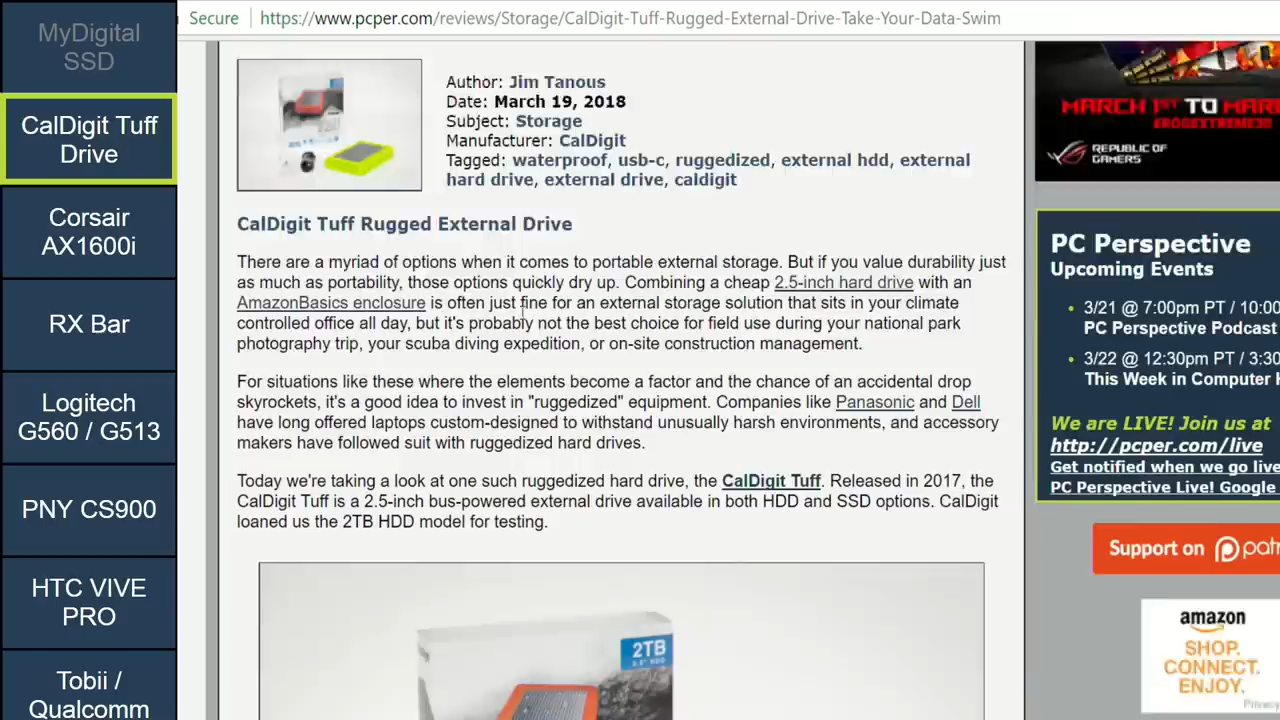 MyDigital
SSD
CalDigit Tuff
Drive
Corsair
AX1600i
RX Bar
Logitech
G560 / G513
PNY CS900
HTC VIVE
PRO
Tobii /
Qualcomm
Secure
https://www.pcper.com/reviews/Storage/CalDigit-Tuff-Rugged-External-Drive-Take-Your-Data-Swim
Author: Jim Tanous
Date: March 19, 2018
Subject: Storage
Manufacturer: CalDigit
Tagged: waterproof, usb-c, ruggedized, external hdd, external
hard drive, external drive, caldigit
CalDigit Tuff Rugged External Drive
There are a myriad of options when it comes to portable external storage. But if you value durability just
as much as portability, those options quickly dry up. Combining a cheap 2.5-inch hard drive with an
AmazonBasics enclosure is often just fine for an external storage solution that sits in your climate
controlled office all day, but it's probably not the best choice for field use during your national park
photography trip, your scuba diving expedition, or on-site construction management.
For situations like these where the elements become a factor and the chance of an accidental drop
skyrockets, it's a good idea to invest in "ruggedized" equipment. Companies like Panasonic and Dell
have long offered laptops custom-designed to withstand unusually harsh environments, and accessory
makers have followed suit with ruggedized hard drives.
Today we're taking a look at one such ruggedized hard drive, the CalDigit Tuff. Released in 2017, the
CalDigit Tuff is a 2.5-inch bus-powered external drive available in both HDD and SSD options. CalDigit
loaned us the 2TB HDD model for testing.
2TB
MARCH 1ST TO MAR
REPUBLIC OF
GAMERS
PC Perspective
Upcoming Events
3/21 @ 7:00pm PT / 10:00
PC Perspective Podcast
3/22 @ 12:30pm PT / 3:30
This Week in Computer H
We are LIVE! Join us at
http://pcper.com/live
Get notified when we go live
PC Perspective Live! Google
Support on patr
amazon
SHOP.
CONNECT.
ENJOY.
Privacy